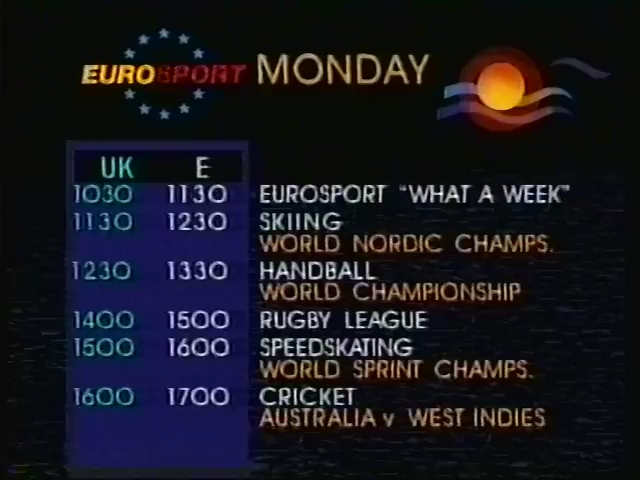 EUROSPORT MONDAY
UK E
1030 1130 EUROSPORT "WHAT A WEEK"
1130 1230 SKIING
WORLD NORDIC CHAMPS.
1230 1330 HANDBALL
WORLD CHAMPIONSHIP
1400 1500 RUGBY LEAGUE
1500 1600 SPEEDSKATING
WORLD SPRINT CHAMPS.
1600 1700 CRICKET
AUSTRALIA v WEST INDIES